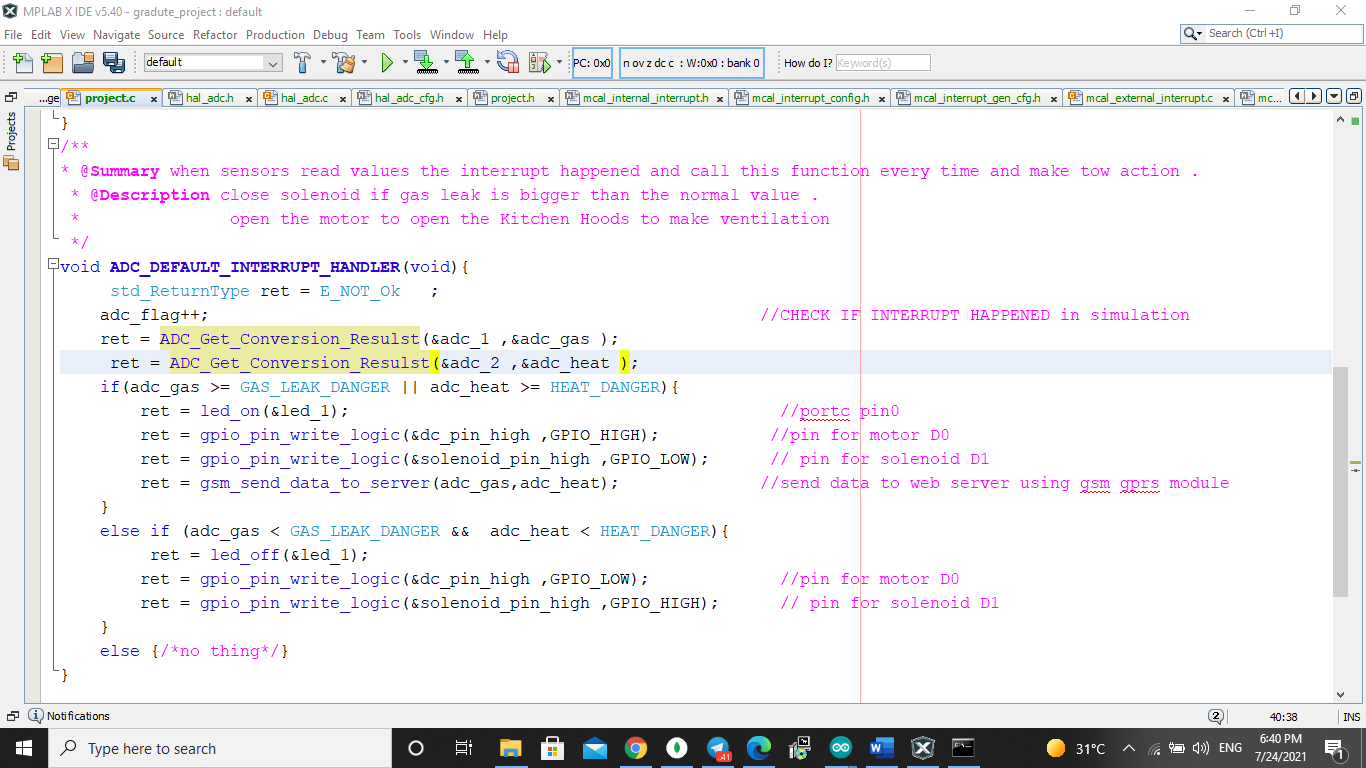 MPLAB X IDE v5.40 - gradute_project : default
File Edit View Navigate Source Refactor Production Debug Team Tools Window Help
Search (Ctrl+I)
default
PC: 0x0
n ov z dc c : W:0x0 : bank 0
How do I? Keyword(s)
...ge project.c x hal_adc.h x hal_adc.c x hal_adc_cfg.h x project.h x mcal_internal_interrupt.h x mcal_interrupt_config.h x mcal_interrupt_gen_cfg.h x mcal_external_interrupt.c x mc...
Projects
}
/**
* @Summary when sensors read values the interrupt happened and call this function every time and make tow action .
* @Description close solenoid if gas leak is bigger than the normal value .
* open the motor to open the Kitchen Hoods to make ventilation
*/
void ADC_DEFAULT_INTERRUPT_HANDLER(void){
std_ReturnType ret = E_NOT_Ok ;
adc_flag++; //CHECK IF INTERRUPT HAPPENED in simulation
ret = ADC_Get_Conversion_Resulst(&adc_1 ,&adc_gas );
ret = ADC_Get_Conversion_Resulst(&adc_2 ,&adc_heat );
if(adc_gas >= GAS_LEAK_DANGER || adc_heat >= HEAT_DANGER){
ret = led_on(&led_1); //portc pin0
ret = gpio_pin_write_logic(&dc_pin_high ,GPIO_HIGH); //pin for motor D0
ret = gpio_pin_write_logic(&solenoid_pin_high ,GPIO_LOW); // pin for solenoid D1
ret = gsm_send_data_to_server(adc_gas,adc_heat); //send data to web server using gsm gprs module
}
else if (adc_gas < GAS_LEAK_DANGER && adc_heat < HEAT_DANGER){
ret = led_off(&led_1);
ret = gpio_pin_write_logic(&dc_pin_high ,GPIO_LOW); //pin for motor D0
ret = gpio_pin_write_logic(&solenoid_pin_high ,GPIO_HIGH); // pin for solenoid D1
}
else {/*no thing*/}
}
Notifications
2
40:38
INS
Type here to search
41
31°C
ENG
6:40 PM
7/24/2021
1